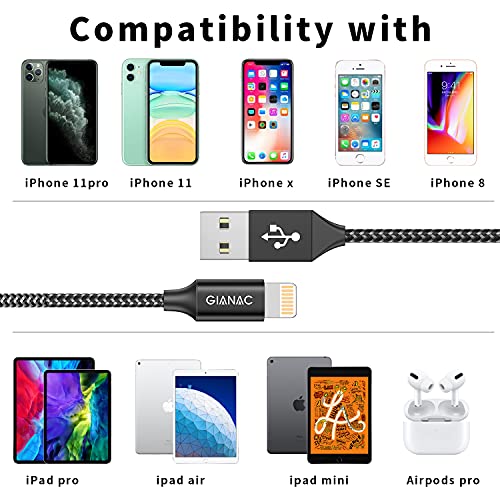 Compatibility with
iPhone 11pro
iPhone 11
iPhone x
iPhone SE
iPhone 8
GIANAC
iPad pro
ipad air
ipad mini
Airpods pro